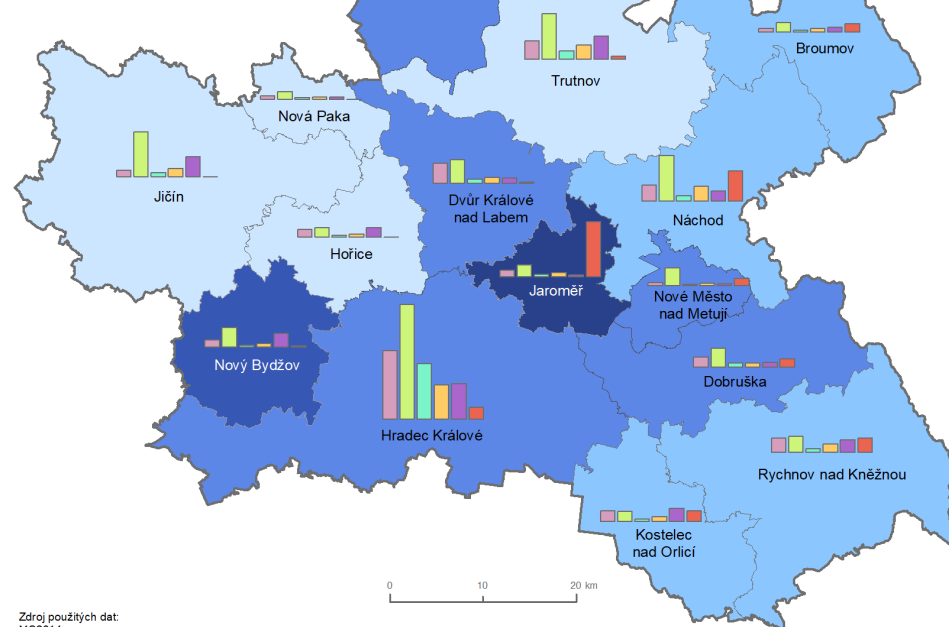 Broumov
Trutnov
Nová Paka
Jičín
Dvůr Králové
nad Labem
Náchod
Hořice
Jaroměř
Nové Město
nad Metují
Nový Bydžov
Dobruška
Hradec Králové
Rychnov nad Kněžnou
Kostelec
nad Orlicí
0 10 20 km
Zdroj použitých dat: